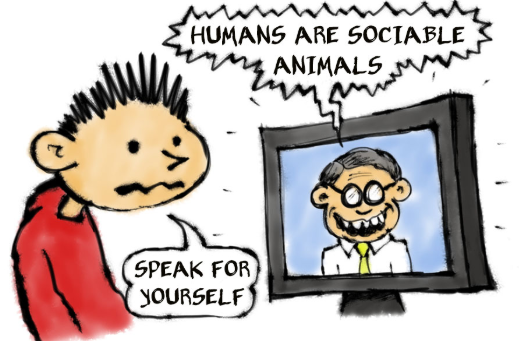 HUMANS ARE SOCIABLE
ANIMALS
SPEAK FOR
YOURSELF